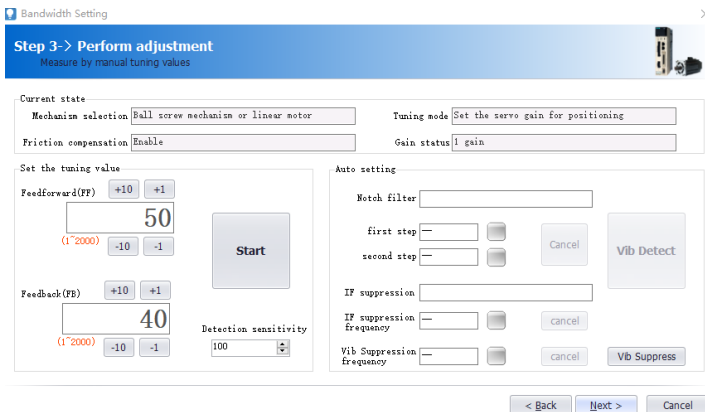 Bandwidth Setting
Step 3-> Perform adjustment
Measure by manual tuning values
Current state
Mechanism selection Ball screw mechanism or linear motor
Tuning mode Set the servo gain for positioning
Friction compensation Enable
Gain status 1 gain
Set the tuning value
Feedforward(FF) +10 +1
50
(1~2000) -10 -1
Start
Feedback(FB) +10 +1
40
(1~2000) -10 -1
Detection sensitivity
100
Auto setting
Notch filter
first step —
second step —
Cancel
Vib Detect
IF suppression
IF suppression
frequency — cancel
Vib Suppression
frequency — cancel Vib Suppress
< Back Next > Cancel